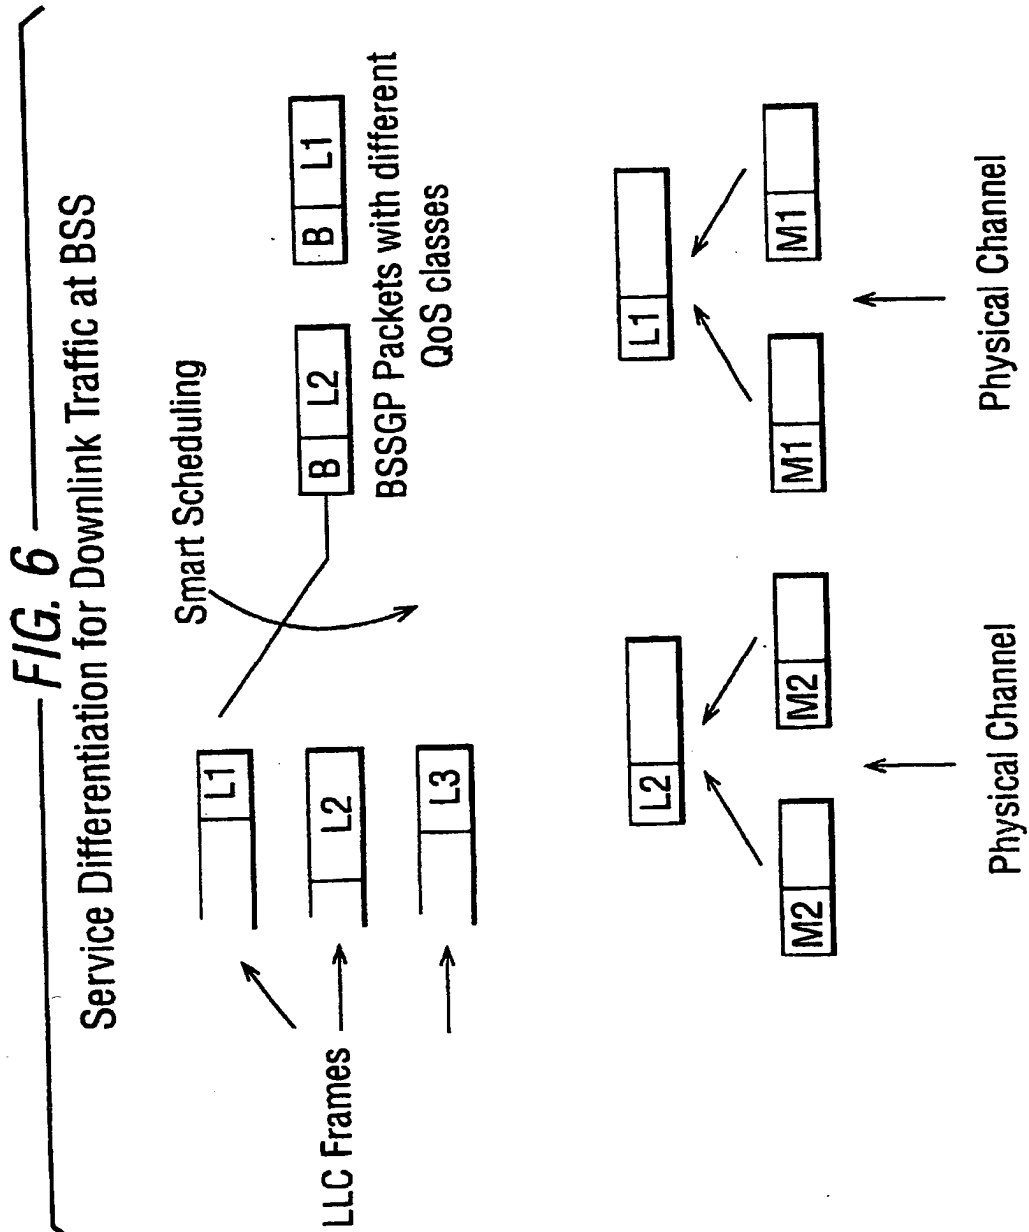 FIG. 6
Service Differentiation for Downlink Traffic at BSS
Smart Scheduling
LLC Frames
L1
L2
L3
B L2
B L1
BSSGP Packets with different
QoS classes
L2
L1
M2
M2
M1
M1
Physical Channel
Physical Channel